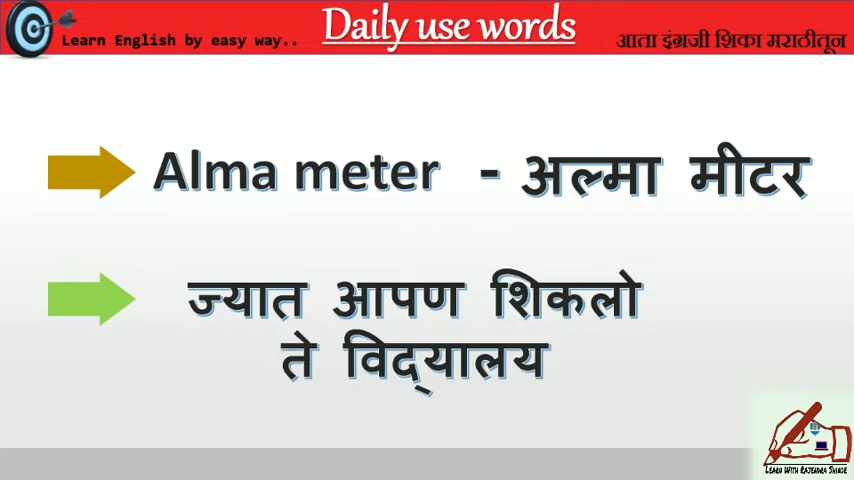 Daily use words
Learn English by easy way..
आता इंग्रजी शिका मराठीतून
Alma meter - अल्मा मीटर
ज्यात आपण शिकलो
ते विद्‌यालय
LEARN WITH RAJENDRA SHINDE